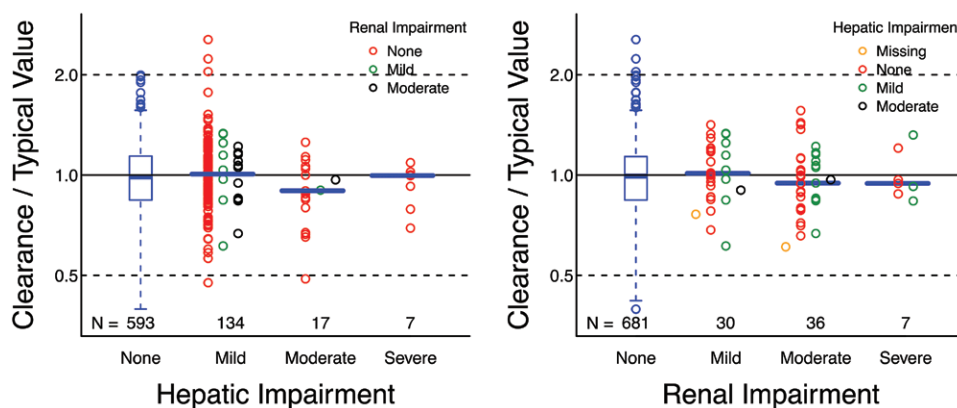 Clearance / Typical Value
2.0
1.0
0.5
Renal Impairment
None
Mild
Moderate
N = 593
134
17
7
None
Mild
Moderate
Severe
Hepatic Impairment
Clearance / Typical Value
2.0
1.0
0.5
Hepatic Impairment
Missing
None
Mild
Moderate
N = 681
30
36
7
None
Mild
Moderate
Severe
Renal Impairment